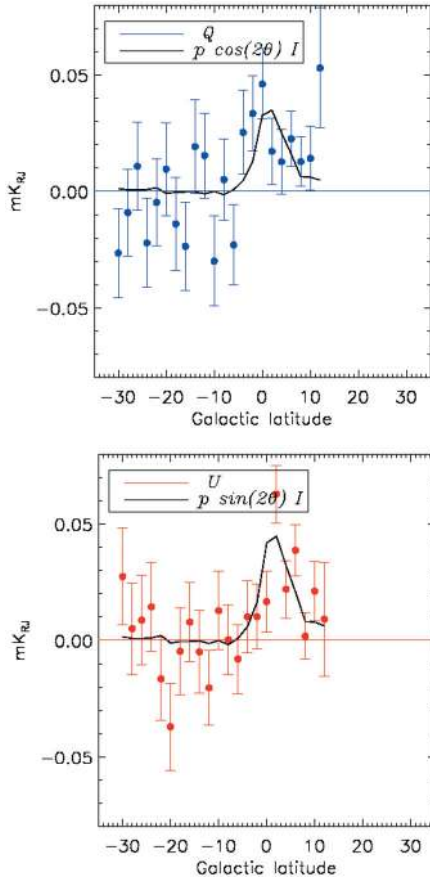 Q
p cos(2θ) I
0.05
0.00
-0.05
mK_RJ
-30 -20 -10 0 10 20 30
Galactic latitude
U
p sin(2θ) I
0.05
0.00
-0.05
mK_RJ
-30 -20 -10 0 10 20 30
Galactic latitude